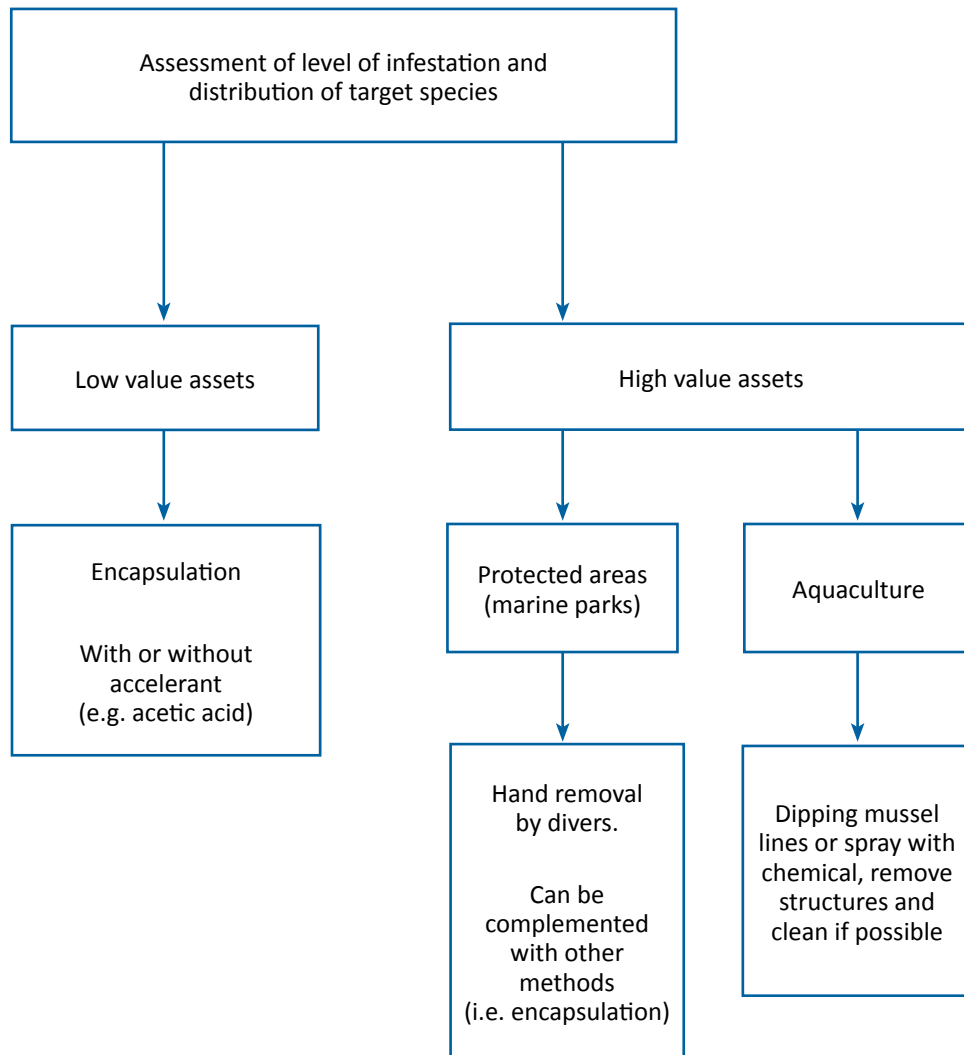 Assessment of level of infestation and
distribution of target species
Low value assets
High value assets
Encapsulation
With or without
accelerant
(e.g. acetic acid)
Protected areas
(marine parks)
Aquaculture
Hand removal
by divers.
Can be
complemented
with other
methods
(i.e. encapsulation)
Dipping mussel
lines or spray with
chemical, remove
structures and
clean if possible